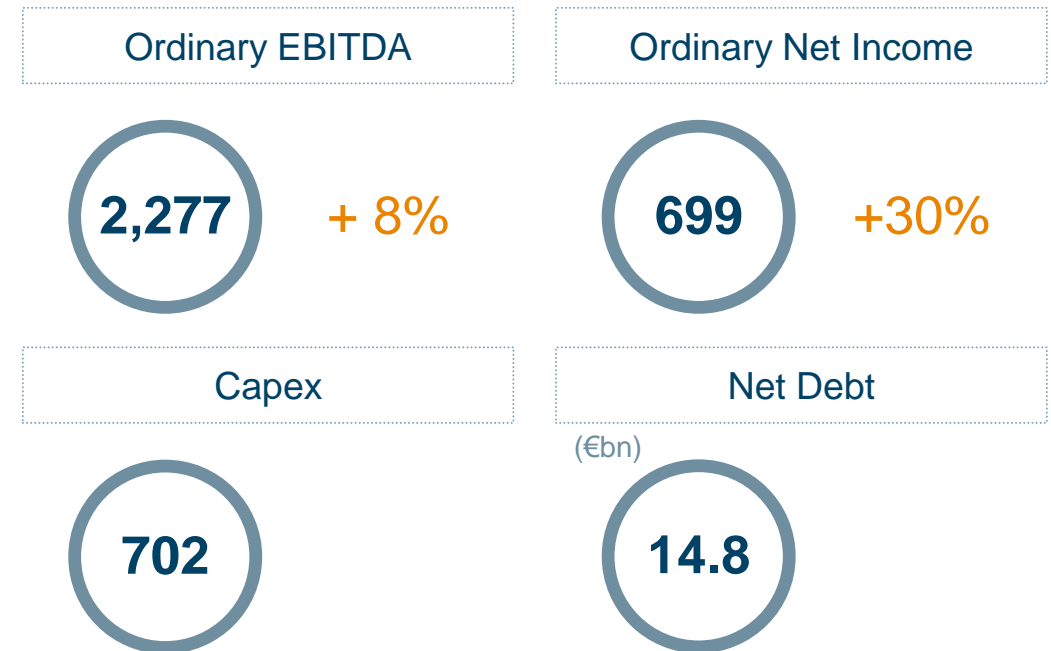 Ordinary EBITDA
Ordinary Net Income
2,277
+ 8%
699
+30%
Capex
Net Debt
(€bn)
702
14.8